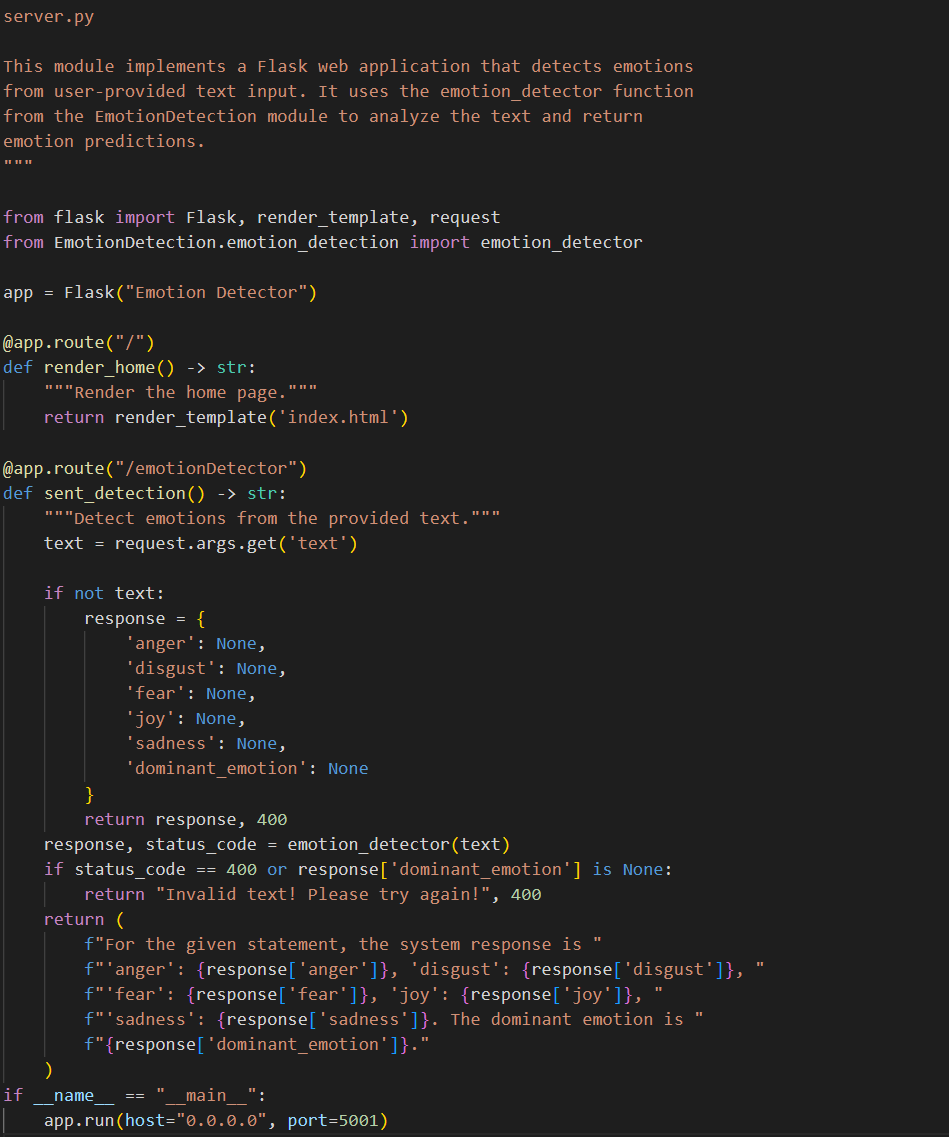 server.py

This module implements a Flask web application that detects emotions
from user-provided text input. It uses the emotion_detector function
from the EmotionDetection module to analyze the text and return
emotion predictions.
"""

from flask import Flask, render_template, request
from EmotionDetection.emotion_detection import emotion_detector

app = Flask("Emotion Detector")

@app.route("/")
def render_home() -> str:
    """Render the home page."""
    return render_template('index.html')

@app.route("/emotionDetector")
def sent_detection() -> str:
    """Detect emotions from the provided text."""
    text = request.args.get('text')

    if not text:
        response = {
            'anger': None,
            'disgust': None,
            'fear': None,
            'joy': None,
            'sadness': None,
            'dominant_emotion': None
        }
        return response, 400
    response, status_code = emotion_detector(text)
    if status_code == 400 or response['dominant_emotion'] is None:
        return "Invalid text! Please try again!", 400
    return (
        f"For the given statement, the system response is "
        f"'anger': {response['anger']}, 'disgust': {response['disgust']}, "
        f"'fear': {response['fear']}, 'joy': {response['joy']}, "
        f"'sadness': {response['sadness']}. The dominant emotion is "
        f"{response['dominant_emotion']}."
    )
if __name__ == "__main__":
    app.run(host="0.0.0.0", port=5001)